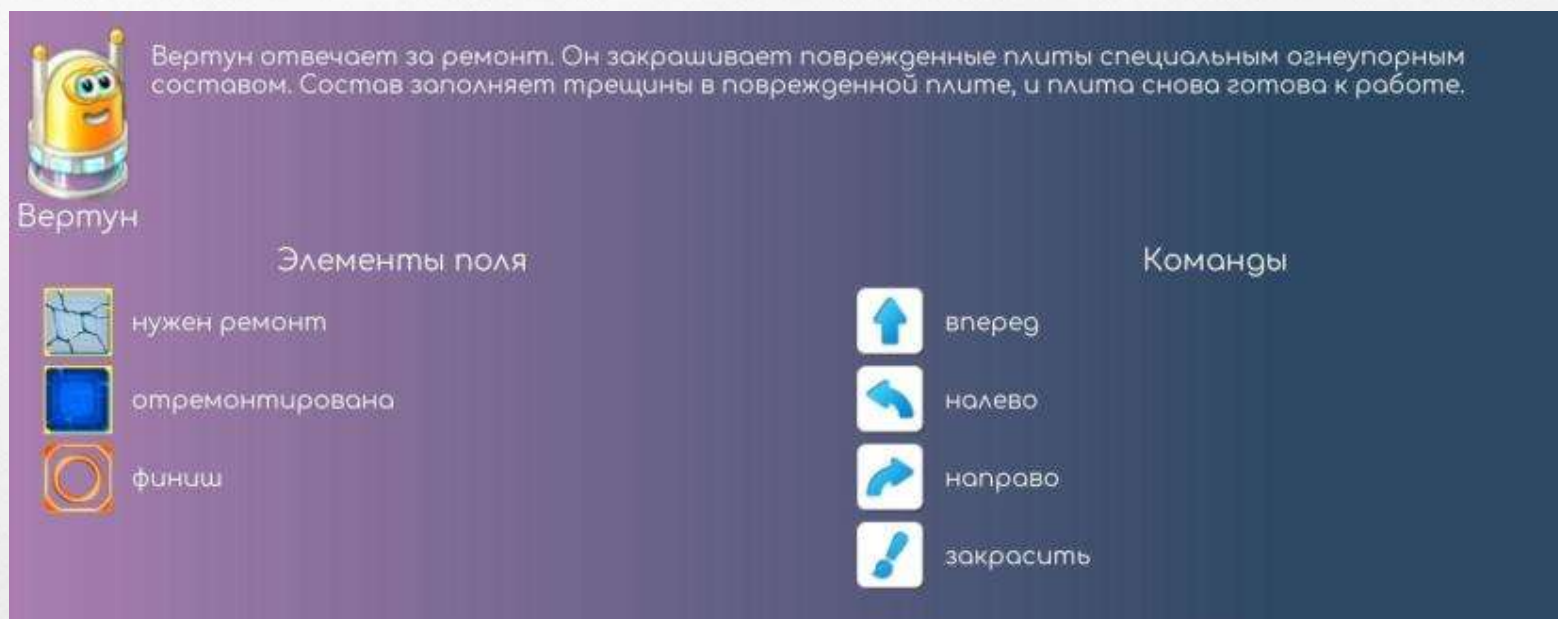 Вертун отвечает за ремонт. Он закрашивает поврежденные плиты специальным огнеупорным
составом. Состав заполняет трещины в поврежденной плите, и плита снова готова к работе.
Вертун
Элементы поля
нужен ремонт
отремонтирована
финиш
Команды
вперед
налево
направо
закрасить